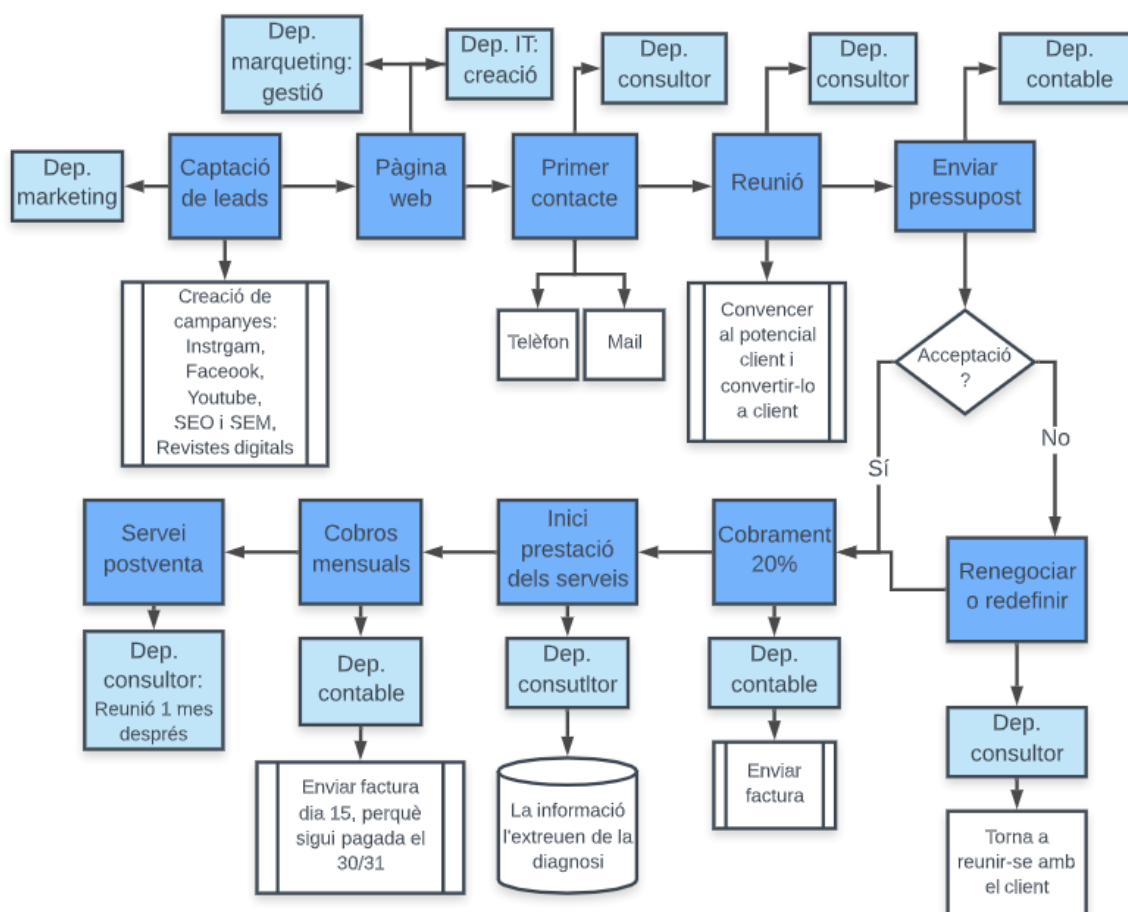 Dep.
marqueting:
gestió
Dep. IT:
creació
Dep.
consultor
Dep.
consultor
Dep.
contable
Dep.
marketing
Captació
de leads
Pàgina
web
Primer
contacte
Reunió
Enviar
pressupost
Creació de
campanyes:
Instrgam,
Faceook,
Youtube,
SEO i SEM,
Revistes digitals
Telèfon
Mail
Convencer
al potencial
client i
convertir-lo
a client
Acceptació
?
Sí
No
Servei
postventa
Cobros
mensuals
Inici
prestació
dels serveis
Cobrament
20%
Renegociar
o redefinir
Dep.
consultor:
Reunió 1 mes
després
Dep.
contable
Dep.
consutltor
Dep.
contable
Dep.
consultor
Enviar factura
dia 15, perquè
sigui pagada el
30/31
La informació
l'extreuen de la
diagnosi
Enviar
factura
Torna a
reunir-se amb
el client